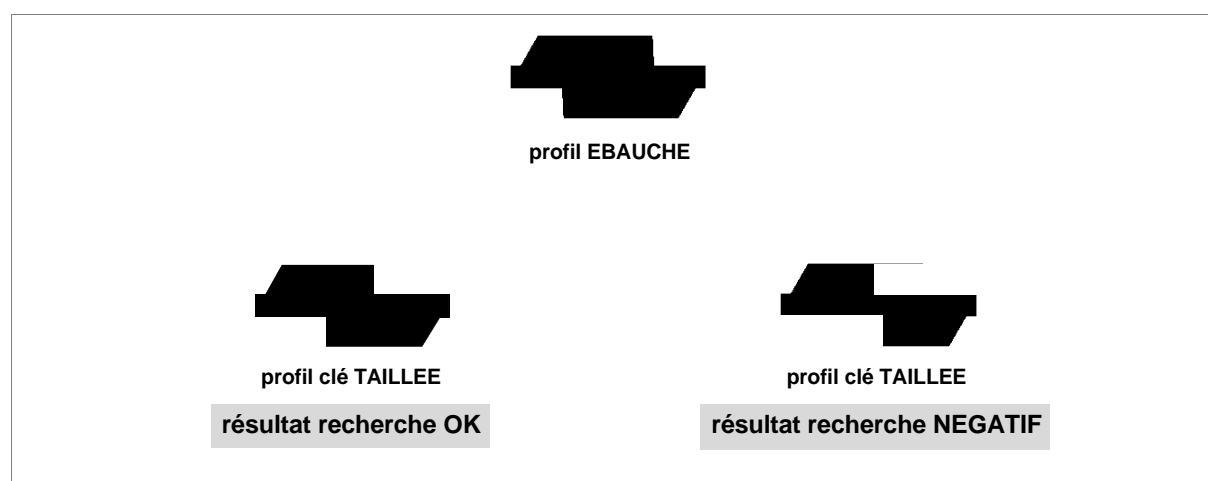 profil EBAUCHE
profil clé TAILLEE
profil clé TAILLEE
résultat recherche OK
résultat recherche NEGATIF